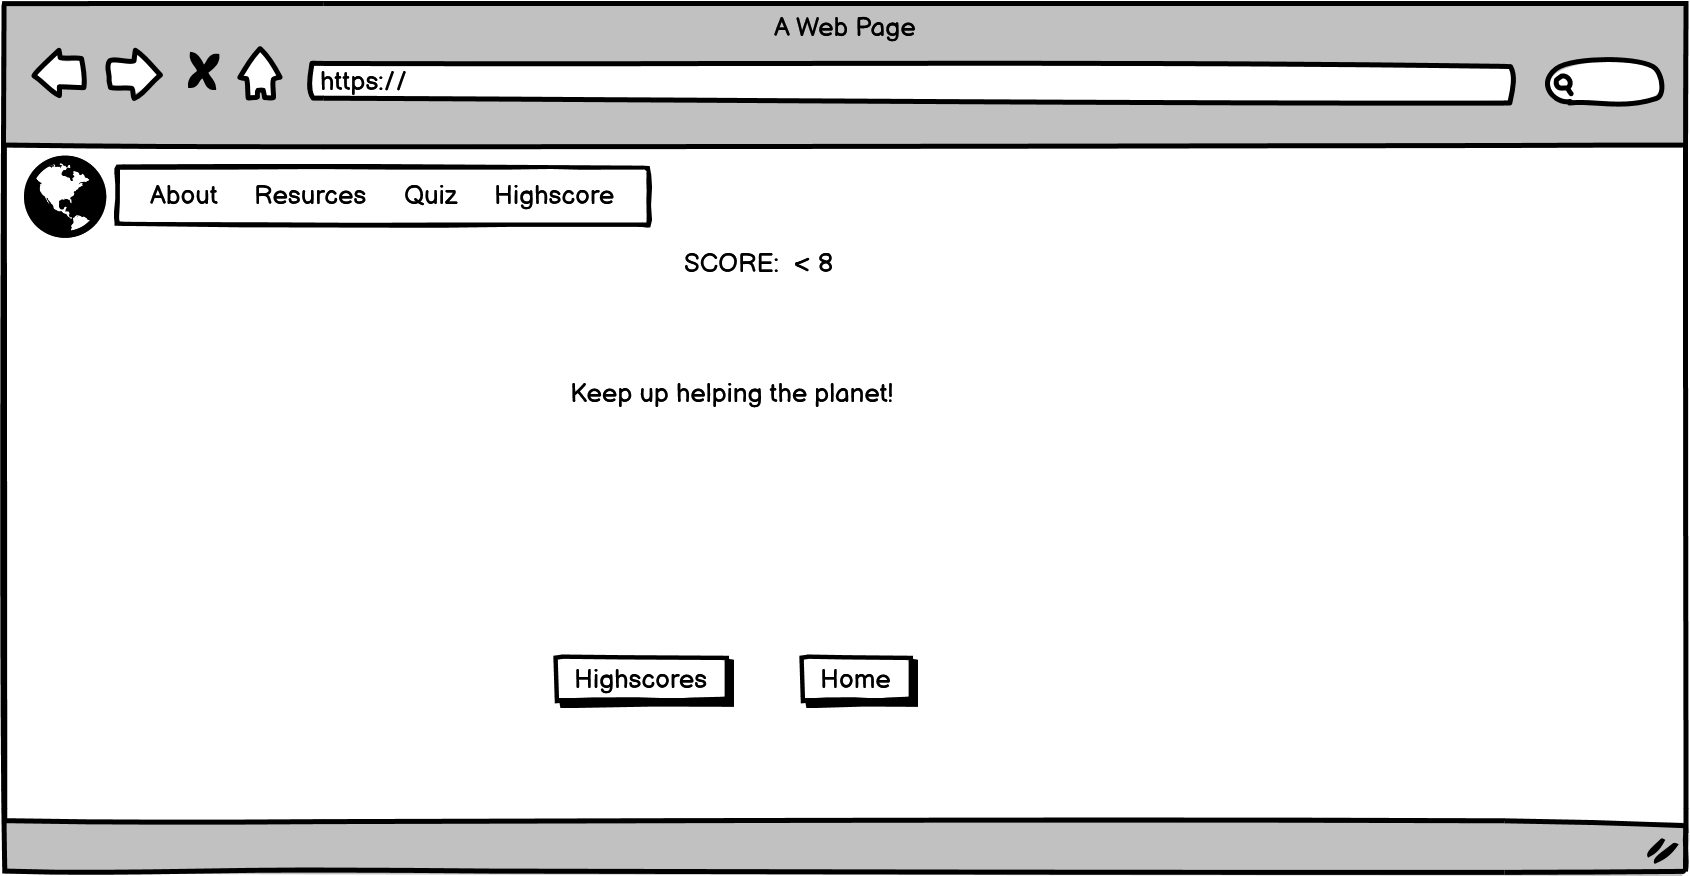 A Web Page
https://
About Resurces Quiz Highscore
SCORE: < 8
Keep up helping the planet!
Highscores Home